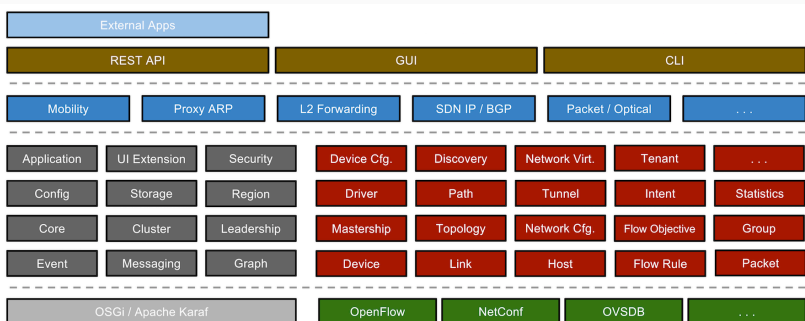 External Apps
REST API GUI CLI
Mobility Proxy ARP L2 Forwarding SDN IP / BGP Packet / Optical . . .
Application UI Extension Security Device Cfg. Discovery Network Virt. Tenant . . .
Config Storage Region Driver Path Tunnel Intent Statistics
Core Cluster Leadership Mastership Topology Network Cfg. Flow Objective Group
Event Messaging Graph Device Link Host Flow Rule Packet
OSGi / Apache Karaf OpenFlow NetConf OVSDB . . .